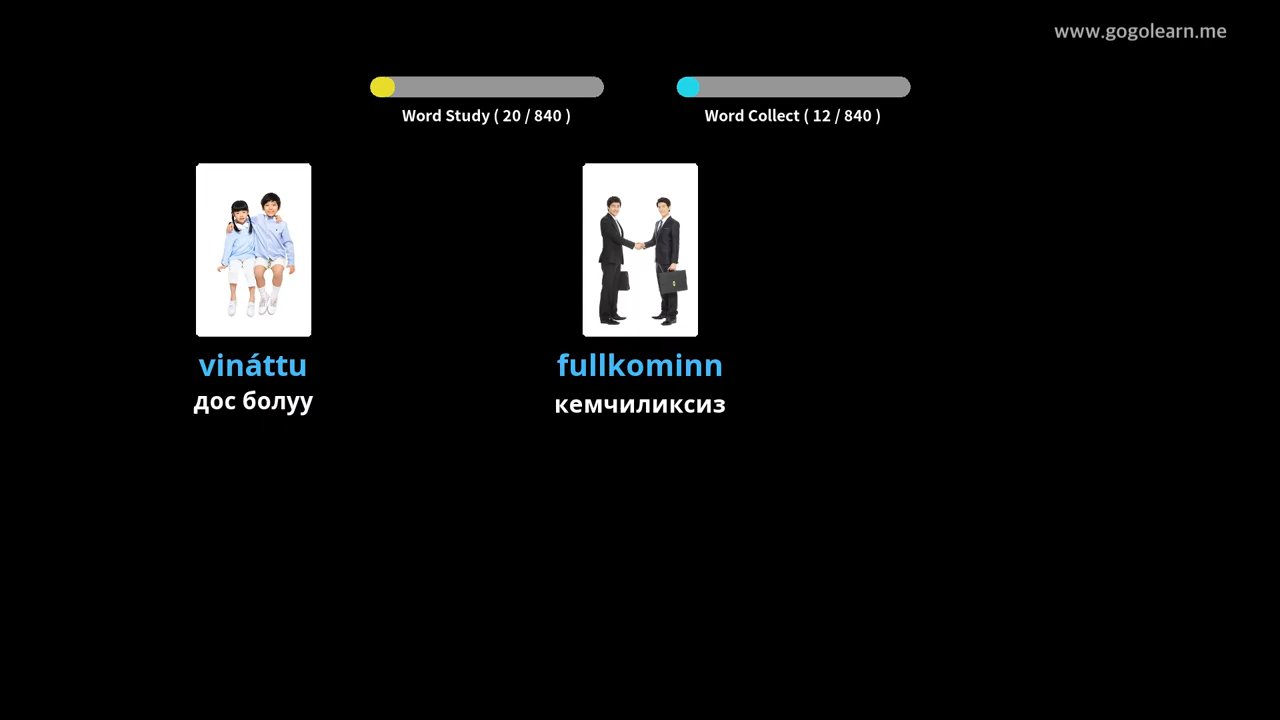 www.gogolearn.me
Word Study ( 20 / 840 )
Word Collect ( 12 / 840 )
vináttu
дос болуу
fullkominn
кемчиликсиз